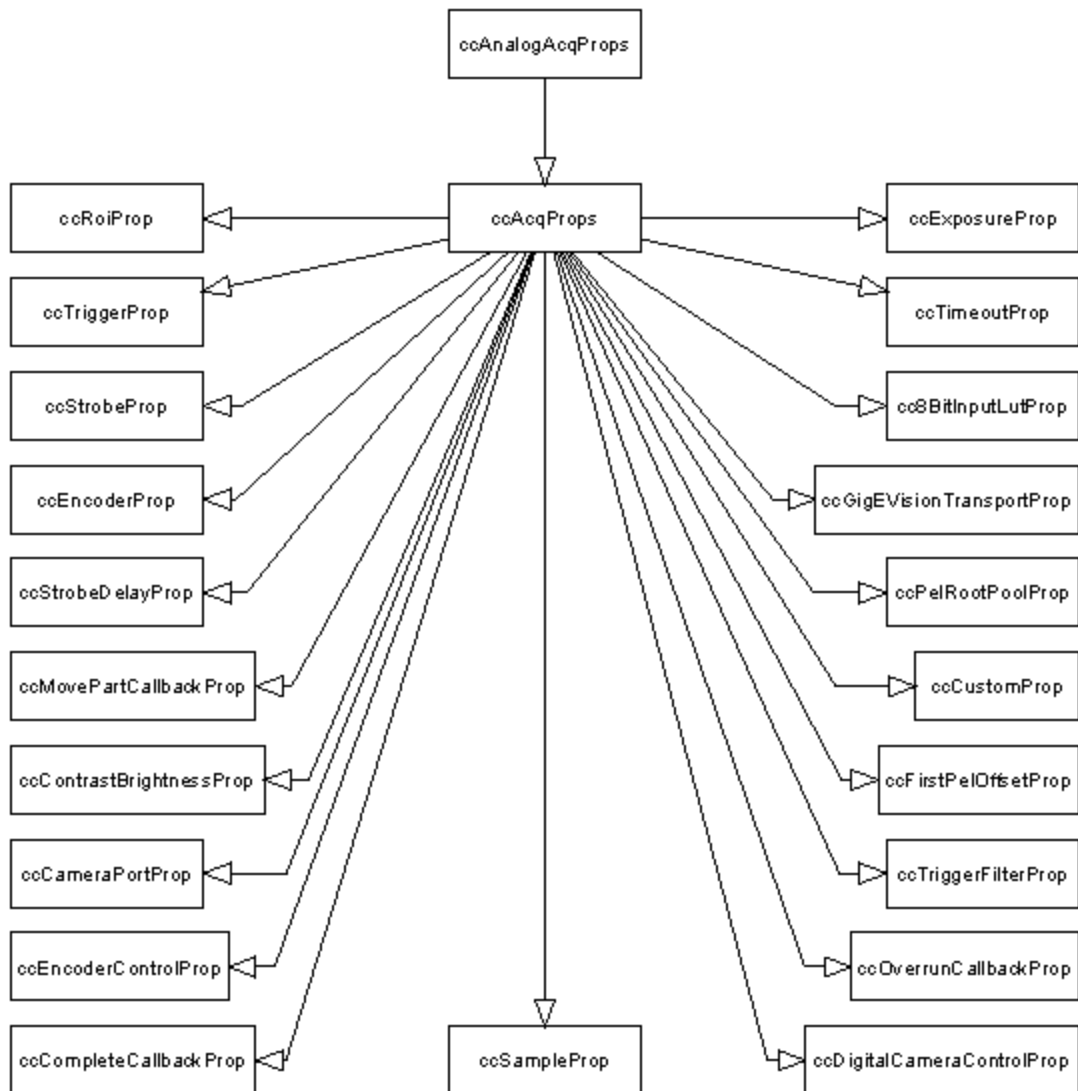 ccAnalogAcqProps
ccRoiProp
ccAcqProps
ccExposureProp
ccTriggerProp
ccTimeoutProp
ccStrobeProp
cc8BitInputLutProp
ccEncoderProp
ccGigEVisionTransportProp
ccStrobeDelayProp
ccPelRootPoolProp
ccMovePartCallbackProp
ccCustomProp
ccContrastBrightnessProp
ccFirstPelOffsetProp
ccCameraPortProp
ccTriggerFilterProp
ccEncoderControlProp
ccOverrunCallbackProp
ccCompleteCallbackProp
ccSampleProp
ccDigitalCameraControlProp